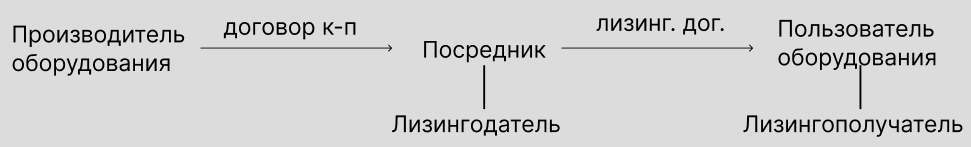 Производитель
оборудования
договор к-п
Посредник
лизинг. дог.
Пользователь
оборудования
Лизингодатель
Лизингополучатель